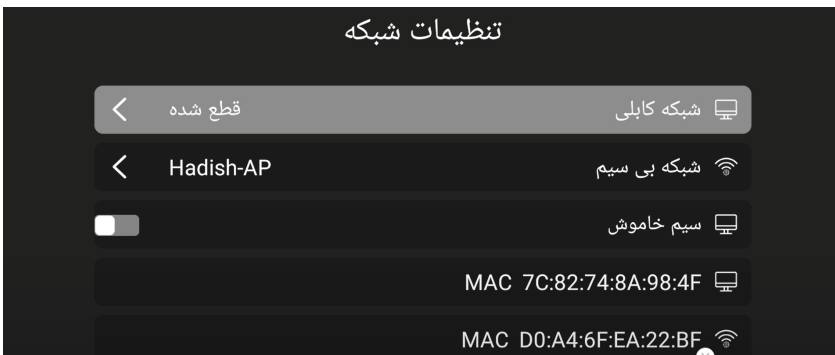 تنظیمات شبکه
شبکه کابلی قطع شده
شبکه بی سیم Hadish-AP
سیم خاموش
MAC 7C:82:74:8A:98:4F
MAC D0:A4:6F:EA:22:BF